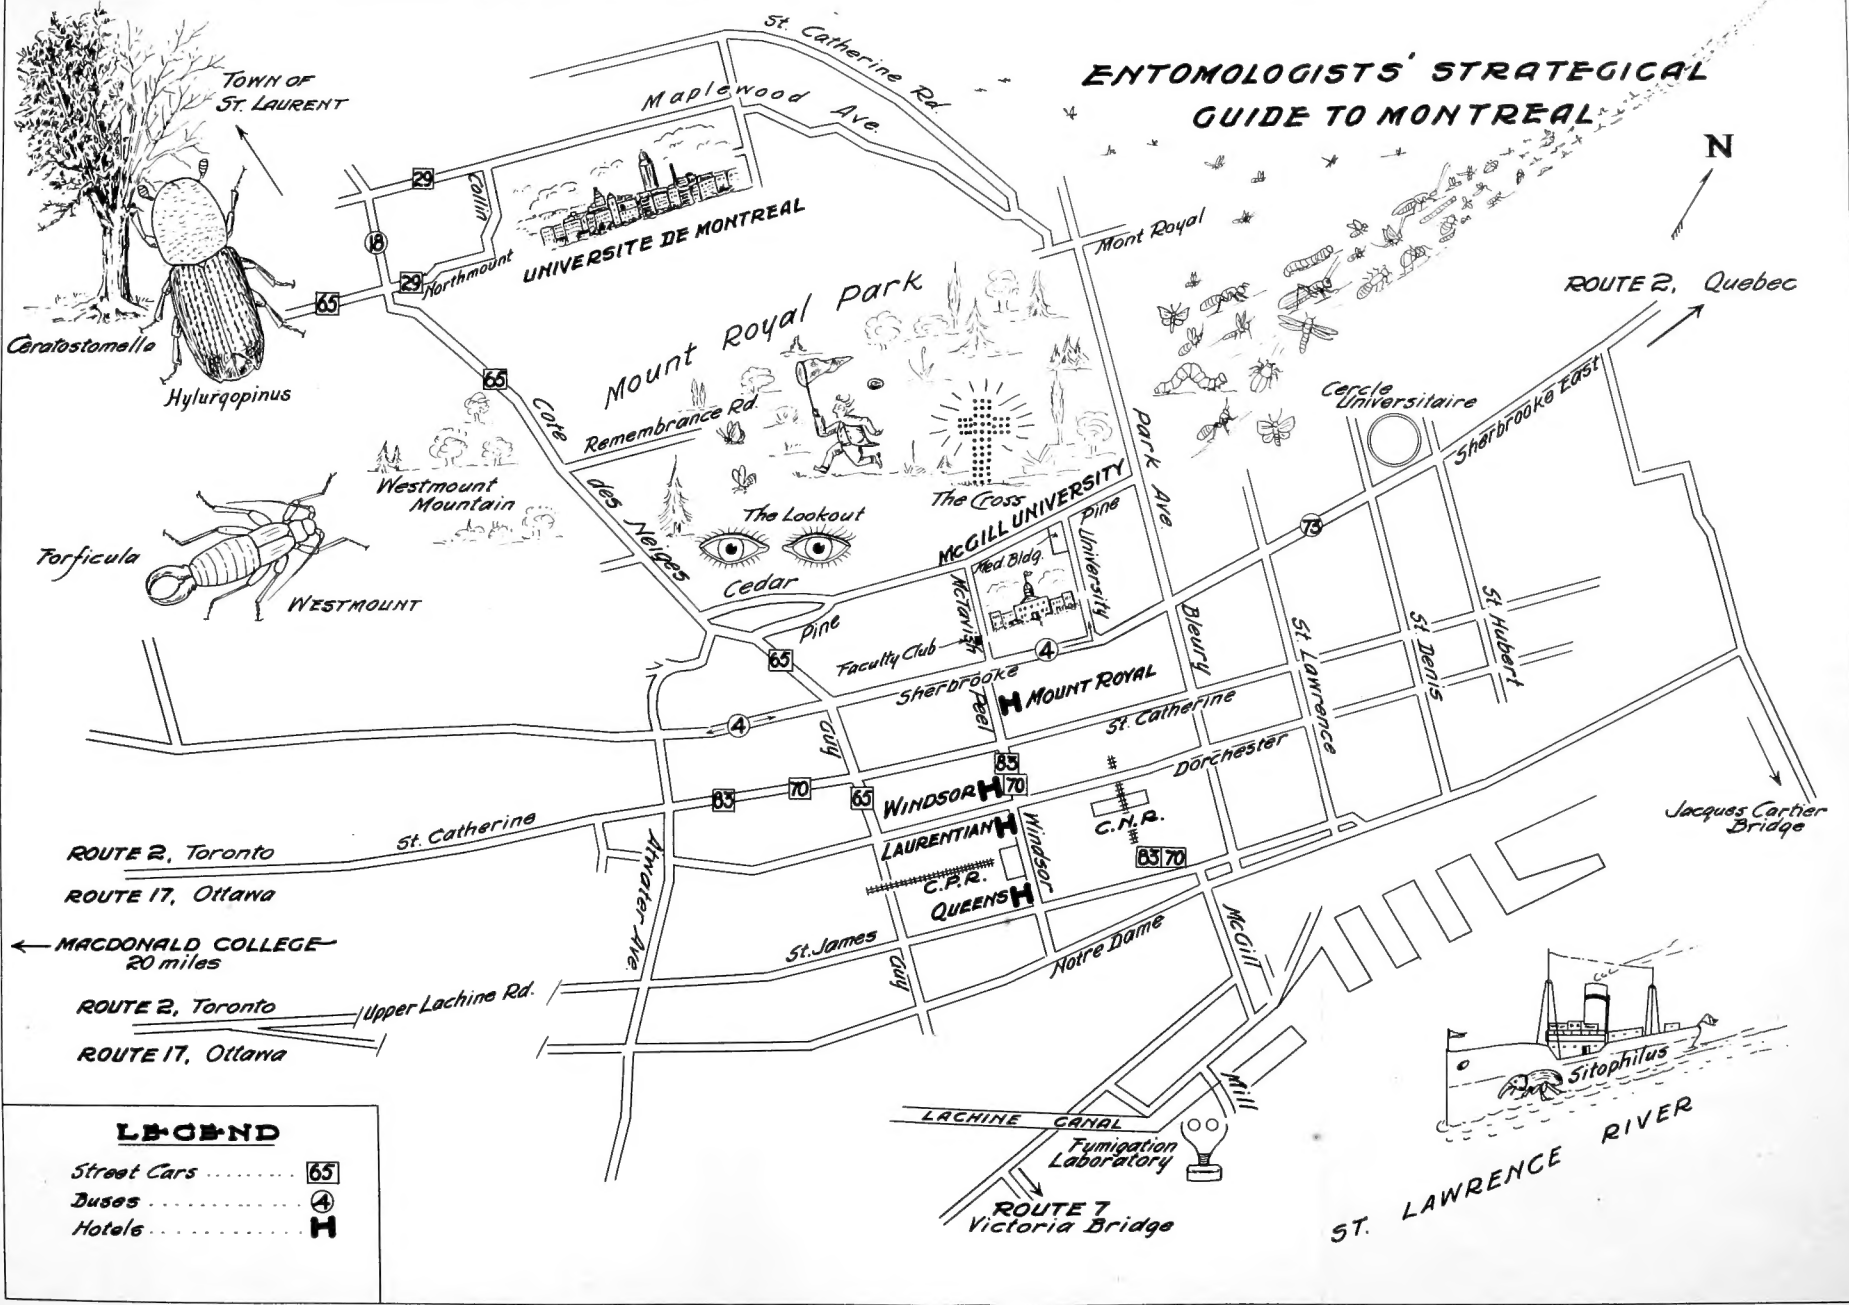 ENTOMOLOGISTS' STRATEGICAL
GUIDE TO MONTREAL
N
TOWN OF
ST. LAURENT
St. Catherine Rd.
Maplewood Ave.
29
Collin
18
29
Northmount
UNIVERSITE DE MONTREAL
65
Mont Royal
ROUTE 2, Quebec
Ceratostomella
Hylurgopinus
65
Mount Royal Park
Cote des Neiges
Remembrance Rd.
Park Ave.
Cercle
Universitaire
Sherbrooke East
Westmount
Mountain
The Cross
The Lookout
McGILL UNIVERSITY
Pine
73
Forficula
WESTMOUNT
Med. Bldg.
University
Cedar
McTavish
Pine
Faculty Club
4
65
Sherbrooke
Bleury
St Lawrence
St Denis
St. Hubert
Peel
H MOUNT ROYAL
4
Guy
St. Catherine
Dorchester
83
70
83
70
65
WINDSOR H
LAURENTIAN H
Windsor
C.N.R.
83 70
C.P.R.
QUEENS H
Jacques Cartier
Bridge
St. Catherine
ROUTE 2, Toronto
ROUTE 17, Ottawa
Atwater Ave.
MACDONALD COLLEGE
20 miles
St. James
Guy
Notre Dame
McGill
ROUTE 2, Toronto
Upper Lachine Rd.
ROUTE 17, Ottawa
Sitophilus
Mill
LACHINE CANAL
Fumigation
Laboratory
ROUTE 7
Victoria Bridge
ST. LAWRENCE RIVER
LEGEND
Street Cars ........ 65
Buses .............. 4
Hotels ............. H